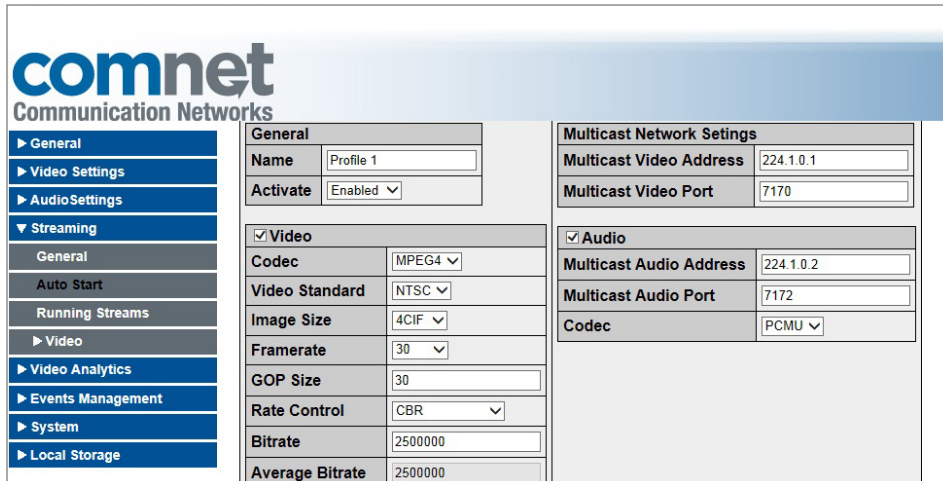 comnet
Communication Networks
General
Video Settings
AudioSettings
Streaming
General
Auto Start
Running Streams
Video
Video Analytics
Events Management
System
Local Storage
General
Name Profile 1
Activate Enabled
Video
Codec MPEG4
Video Standard NTSC
Image Size 4CIF
Framerate 30
GOP Size 30
Rate Control CBR
Bitrate 2500000
Average Bitrate 2500000
Multicast Network Setings
Multicast Video Address 224.1.0.1
Multicast Video Port 7170
Audio
Multicast Audio Address 224.1.0.2
Multicast Audio Port 7172
Codec PCMU